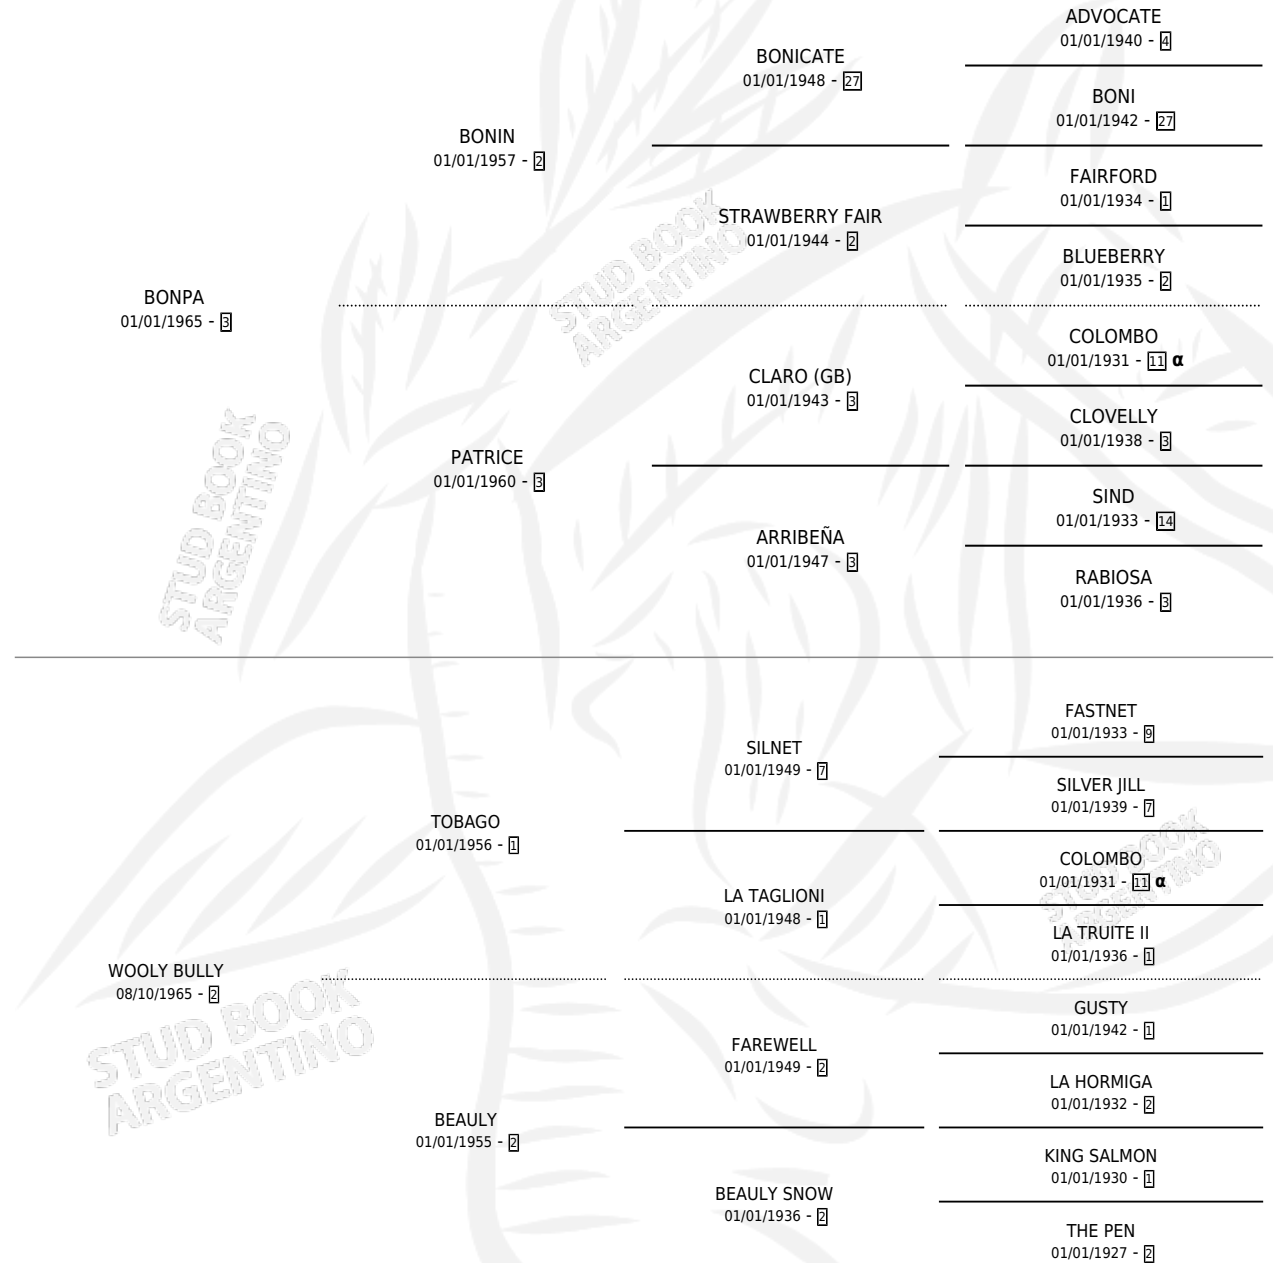 ADVOCATE
01/01/1940 - 4
BONICATE
01/01/1948 - 27
BONI
01/01/1942 - 27
BONIN
01/01/1957 - 2
FAIRFORD
01/01/1934 - 1
STRAWBERRY FAIR
01/01/1944 - 2
BLUEBERRY
01/01/1935 - 2
BONPA
01/01/1965 - 3
COLOMBO
01/01/1931 - 11 α
CLARO (GB)
01/01/1943 - 3
CLOVELLY
01/01/1938 - 3
PATRICE
01/01/1960 - 3
SIND
01/01/1933 - 14
ARRIBEÑA
01/01/1947 - 3
RABIOSA
01/01/1936 - 3
STUD BOOK
ARGENTINO
STUD BOOK
ARGENTINO
FASTNET
01/01/1933 - 9
SILNET
01/01/1949 - 7
SILVER JILL
01/01/1939 - 7
TOBAGO
01/01/1956 - 1
COLOMBO
01/01/1931 - 11 α
LA TAGLIONI
01/01/1948 - 1
LA TRUITE II
01/01/1936 - 1
WOOLY BULLY
08/10/1965 - 2
GUSTY
01/01/1942 - 1
FAREWELL
01/01/1949 - 2
LA HORMIGA
01/01/1932 - 2
BEAULY
01/01/1955 - 2
KING SALMON
01/01/1930 - 1
BEAULY SNOW
01/01/1936 - 2
THE PEN
01/01/1927 - 2
STUD BOOK
ARGENTINO
STUD BOOK
ARGENTINO